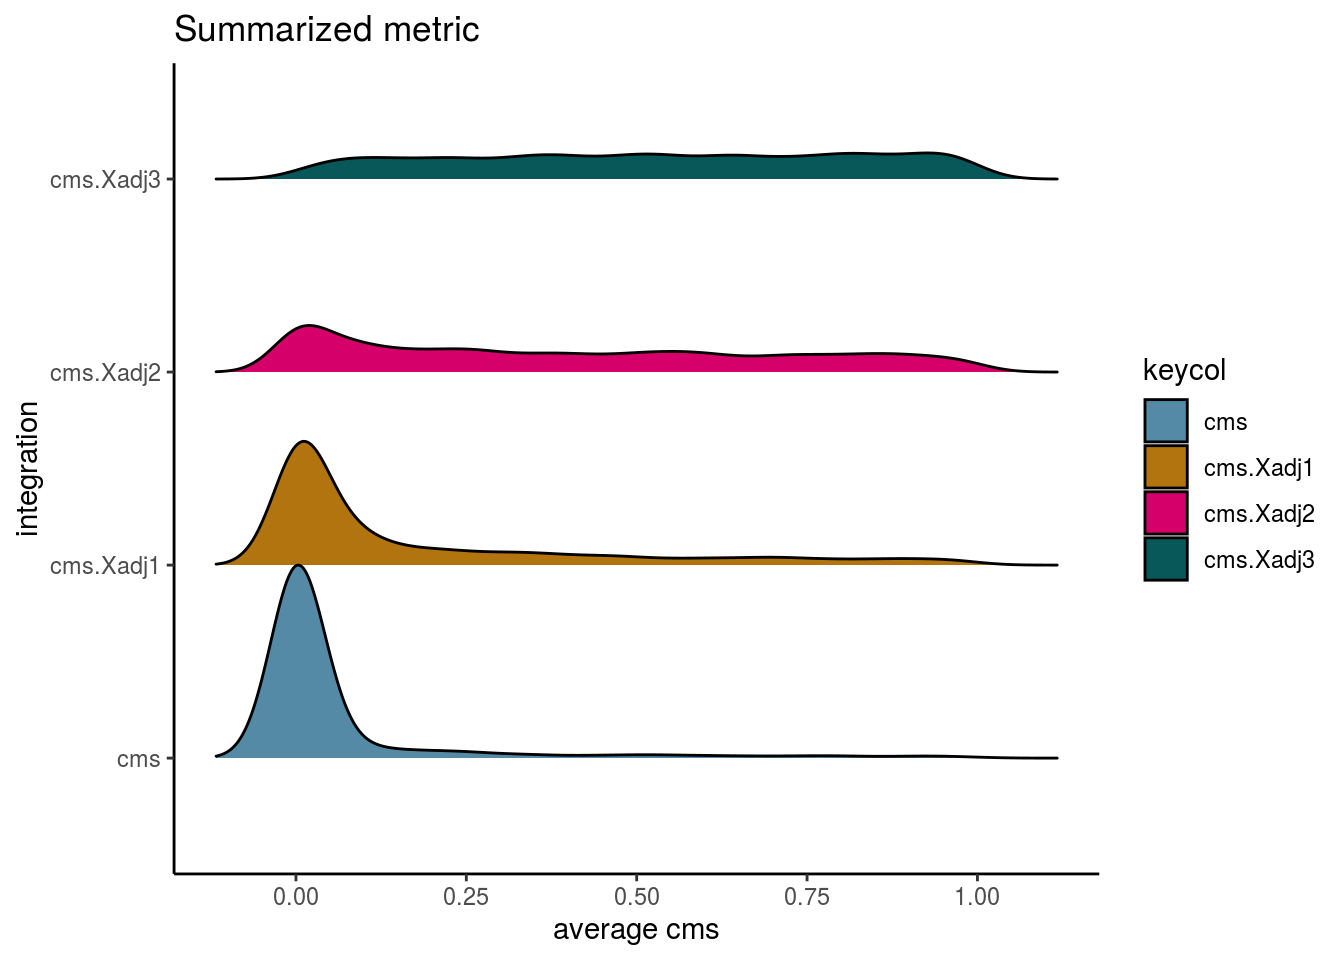 Summarized metric
cms.Xadj3
cms.Xadj2
cms.Xadj1
cms
integration
0.00 0.25 0.50 0.75 1.00
average cms
keycol
cms
cms.Xadj1
cms.Xadj2
cms.Xadj3